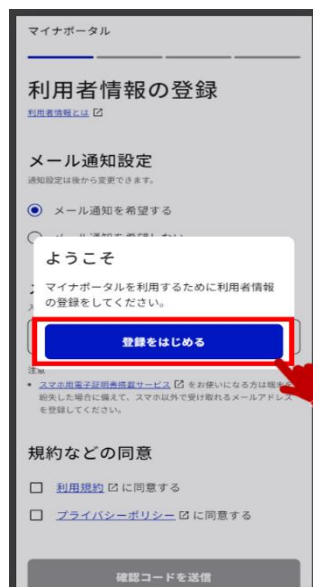 マイナポータル
利用者情報の登録
利用者情報とは
メール通知設定
通知設定は後から変更できます。
メール通知を希望する
ようこそ
マイナポータルを利用するために利用者情報
の登録をしてください。
登録をはじめる
注意
スマホ用電子証明書搭載サービス をお使いになる方は端末を
紛失した場合に備えて、スマホ以外で受け取れるメールアドレス
を登録してください。
規約などの同意
利用規約 に同意する
プライバシーポリシー に同意する
確認コードを送信